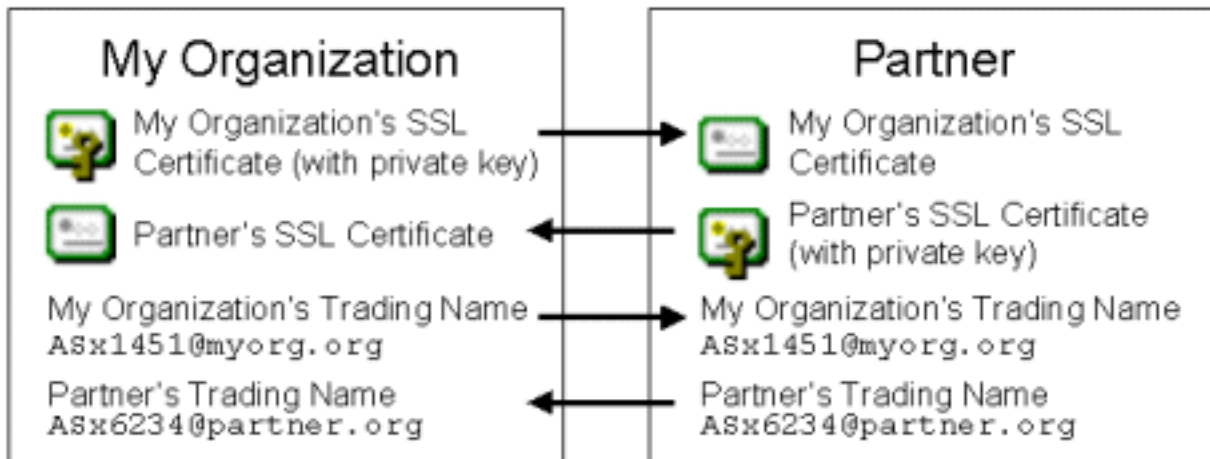 My Organization
My Organization's SSL
Certificate (with private key)
Partner's SSL Certificate
My Organization's Trading Name
ASx1451@myorg.org
Partner's Trading Name
ASx6234@partner.org
Partner
My Organization's SSL
Certificate
Partner's SSL Certificate
(with private key)
My Organization's Trading Name
ASx1451@myorg.org
Partner's Trading Name
ASx6234@partner.org